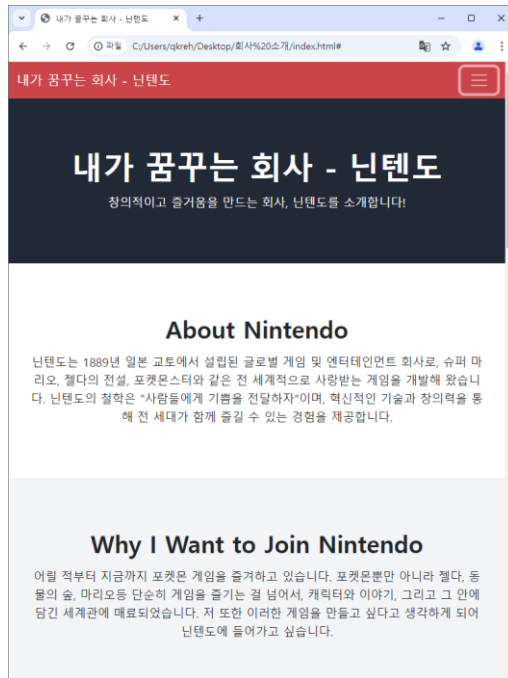 내가 꿈꾸는 회사 - 닌텐도
파일 C:/Users/qkreh/Desktop/회사%20소개/index.html#
내가 꿈꾸는 회사 - 닌텐도
내가 꿈꾸는 회사 - 닌텐도
창의적이고 즐거움을 만드는 회사, 닌텐도를 소개합니다!
About Nintendo
닌텐도는 1889년 일본 교토에서 설립된 글로벌 게임 및 엔터테인먼트 회사로, 슈퍼 마
리오, 젤다의 전설, 포켓몬스터와 같은 전 세계적으로 사랑받는 게임을 개발해 왔습니
다. 닌텐도의 철학은 "사람들에게 기쁨을 전달하자"이며, 혁신적인 기술과 창의력을 통
해 전 세대가 함께 즐길 수 있는 경험을 제공합니다.
Why I Want to Join Nintendo
어릴 적부터 지금까지 포켓몬 게임을 즐겨하고 있습니다. 포켓몬뿐만 아니라 젤다, 동
물의 숲, 마리오등 단순히 게임을 즐기는 걸 넘어서, 캐릭터와 이야기, 그리고 그 안에
담긴 세계관에 매료되었습니다. 저 또한 이러한 게임을 만들고 싶다고 생각하게 되어
닌텐도에 들어가고 싶습니다.